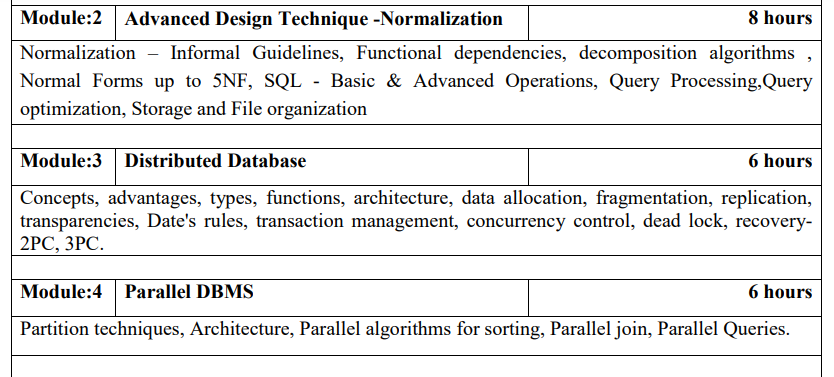 Module:2 Advanced Design Technique -Normalization 8 hours
Normalization – Informal Guidelines, Functional dependencies, decomposition algorithms ,
Normal Forms up to 5NF, SQL - Basic & Advanced Operations, Query Processing,Query
optimization, Storage and File organization
Module:3 Distributed Database 6 hours
Concepts, advantages, types, functions, architecture, data allocation, fragmentation, replication,
transparencies, Date's rules, transaction management, concurrency control, dead lock, recovery-
2PC, 3PC.
Module:4 Parallel DBMS 6 hours
Partition techniques, Architecture, Parallel algorithms for sorting, Parallel join, Parallel Queries.